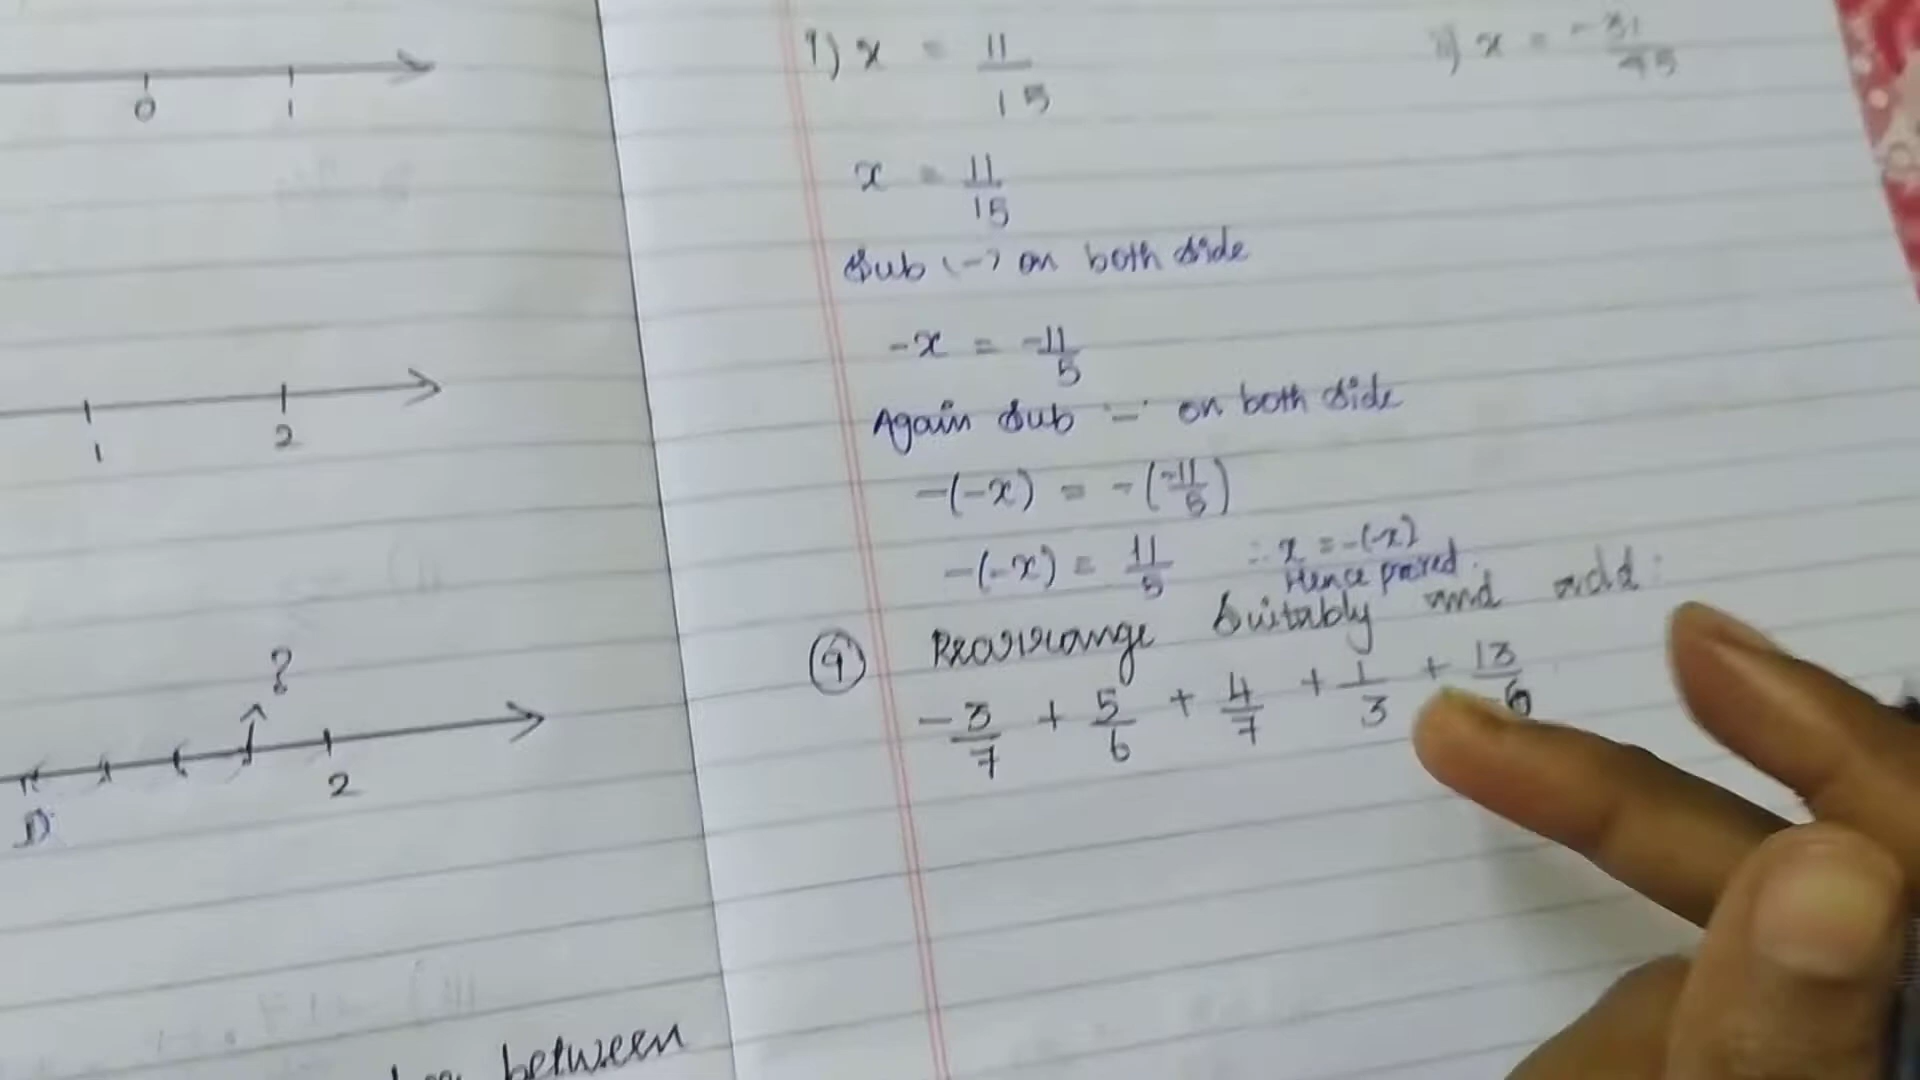 0 1
1 2
8
D 2
between
1) x = 11/15
ii) x = -31/45
x = 11/15
Sub (-) on both side
-x = -11/5
Again Sub '-' on both side
-(-x) = -(-11/5)
-(-x) = 11/5 ∴ x = -(-x)
Hence proved.
(9) Rearrange Suitably and add:
-3/7 + 5/6 + 4/7 + 1/3 + 13/-6